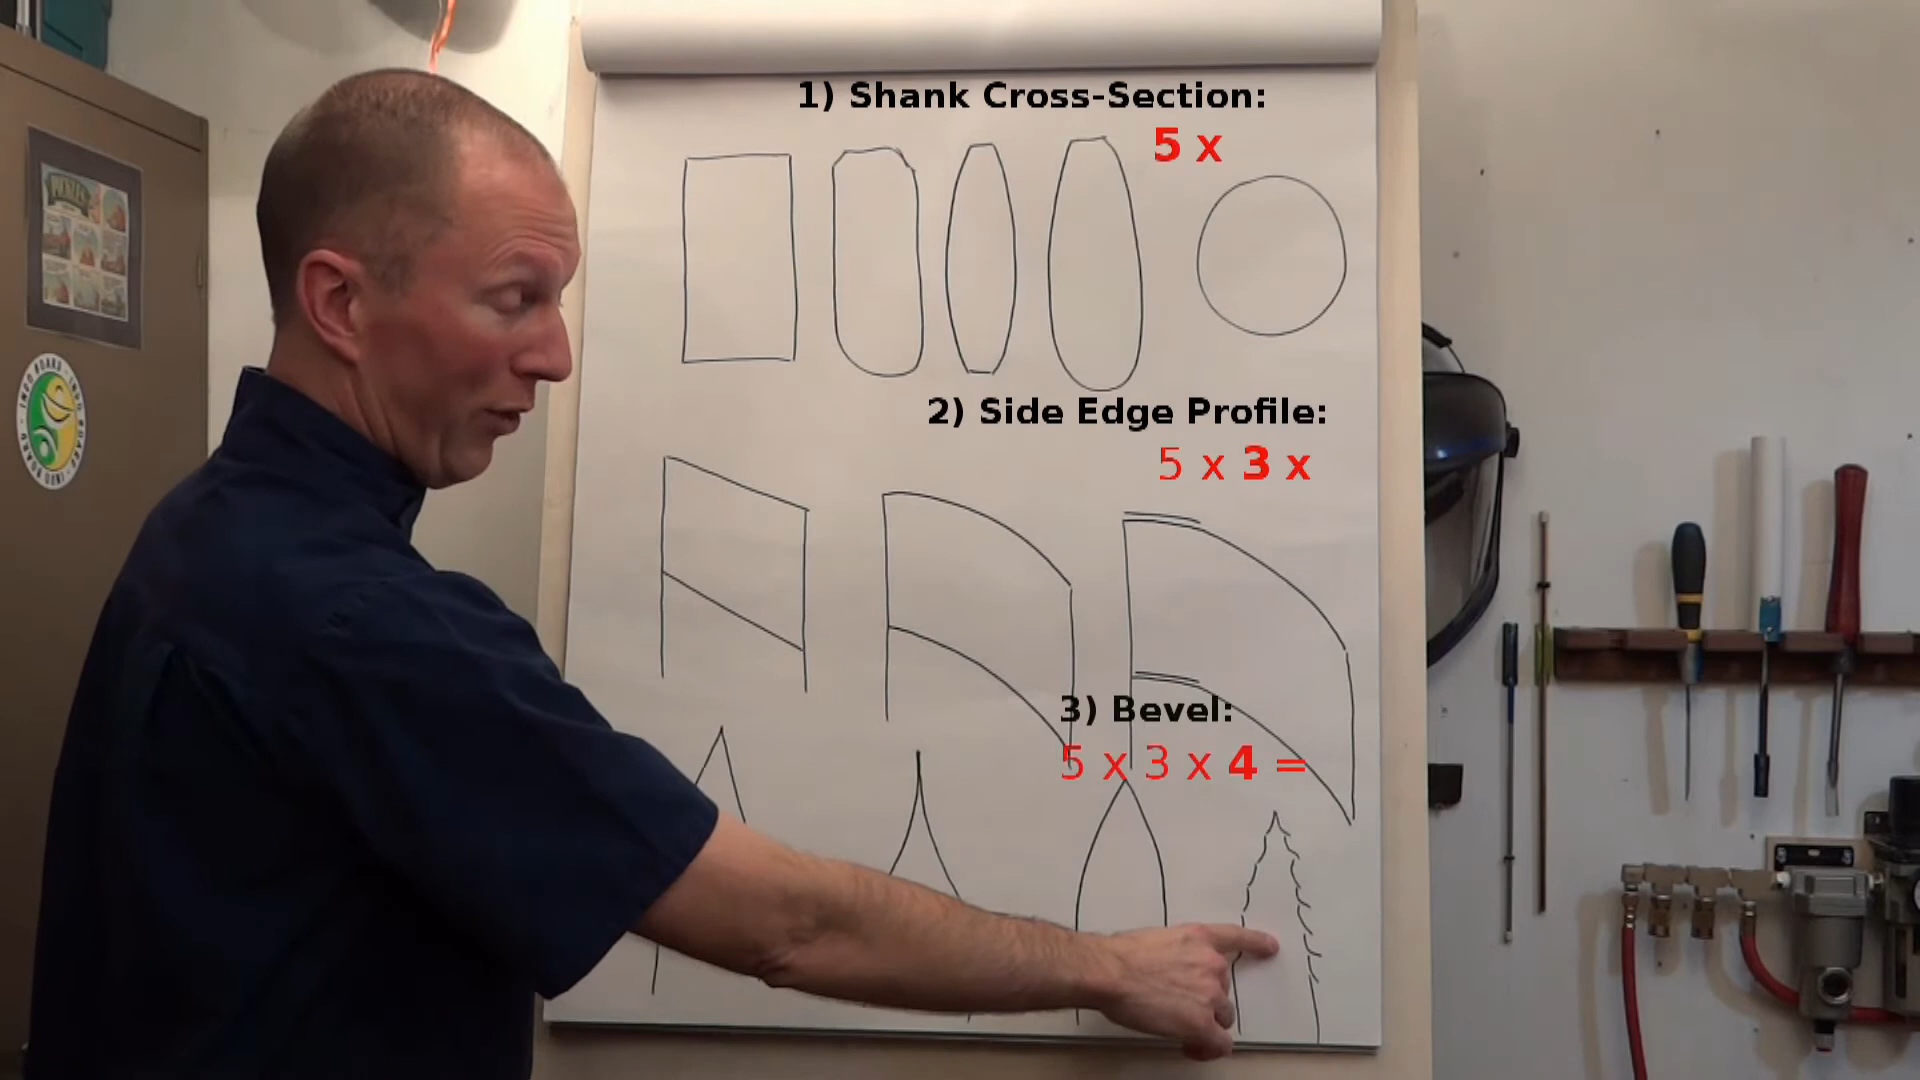 1) Shank Cross-Section:
5 x
2) Side Edge Profile:
5 x 3 x
3) Bevel:
5 x 3 x 4 =